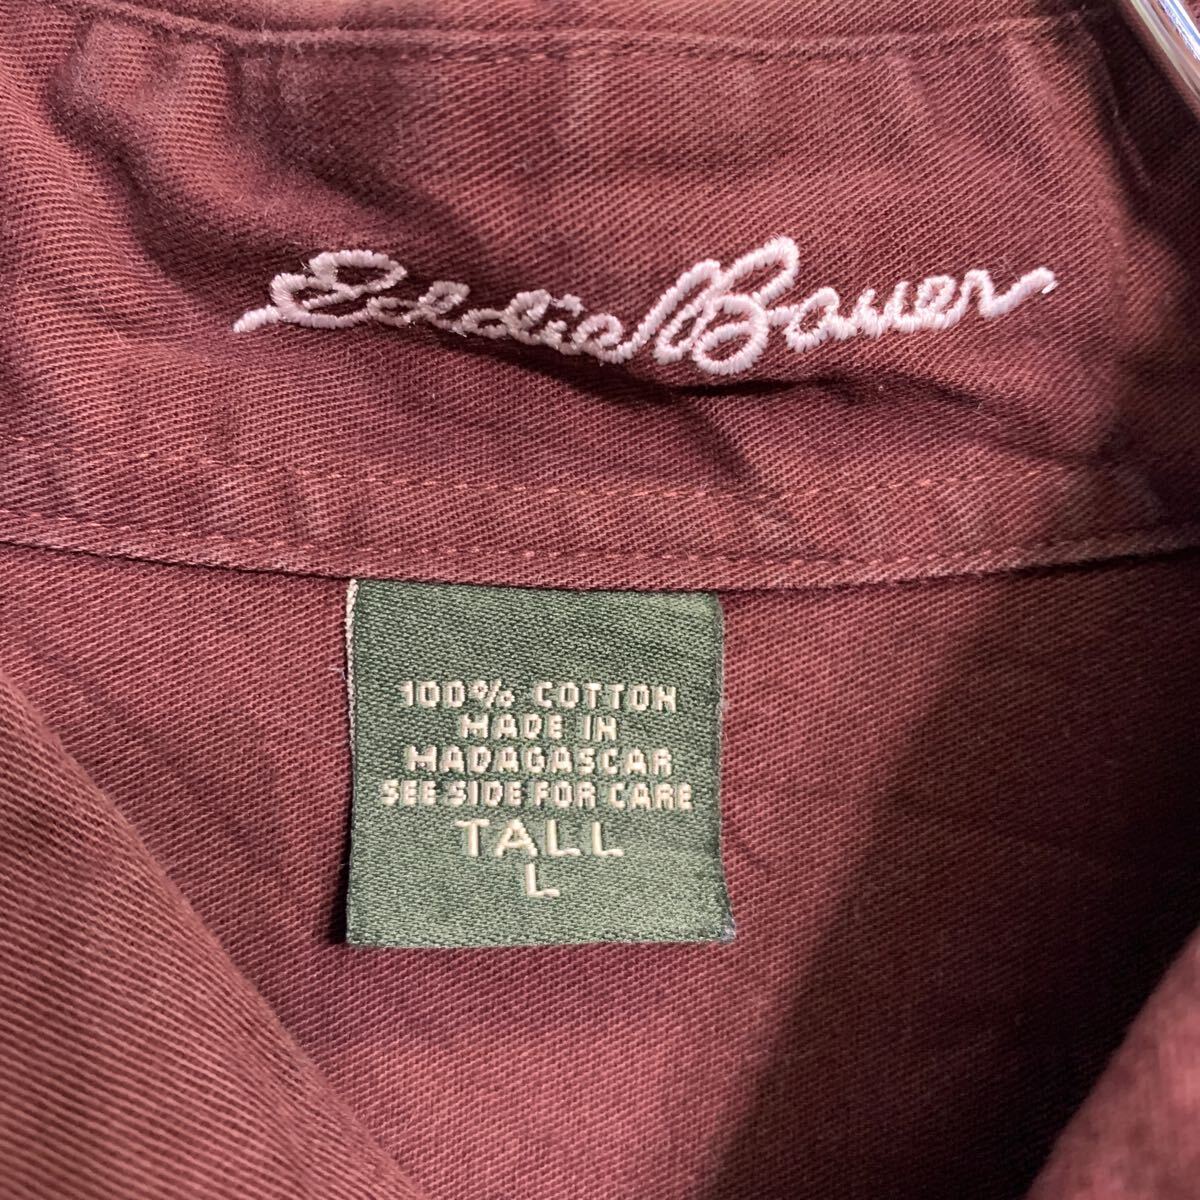 Eddie Bauer
100% COTTON
MADE IN
MADAGASCAR
SEE SIDE FOR CARE
TALL
L